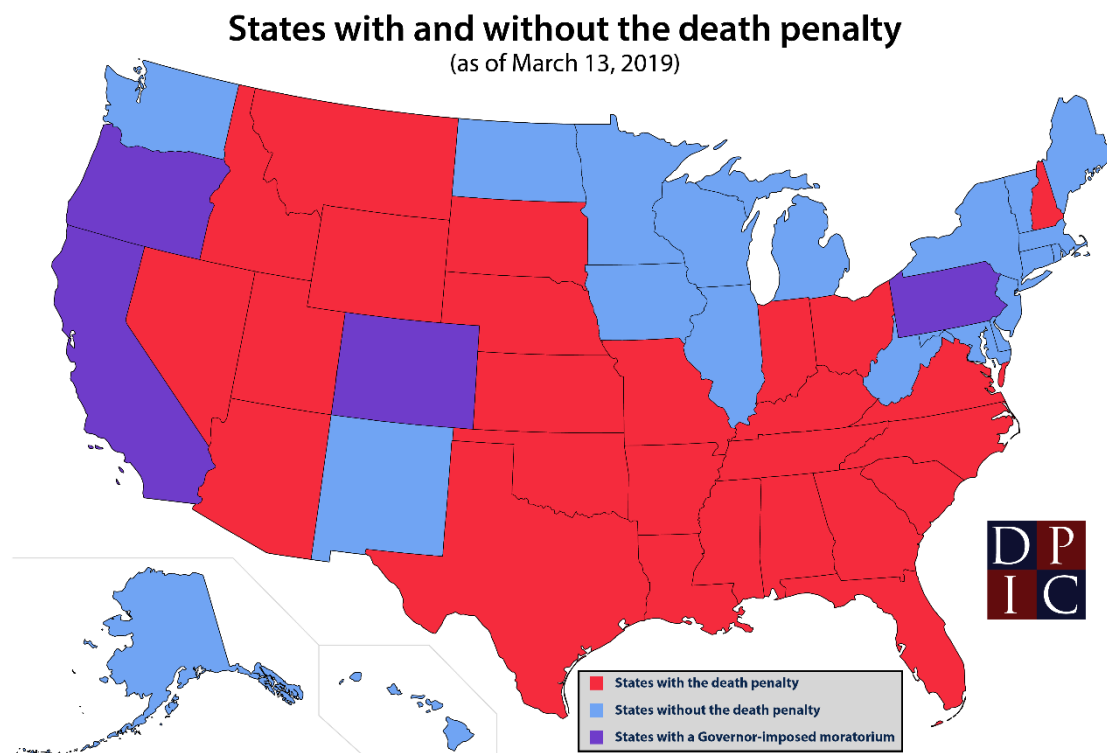 States with and without the death penalty
(as of March 13, 2019)
D P
I C
States with the death penalty
States without the death penalty
States with a Governor-imposed moratorium